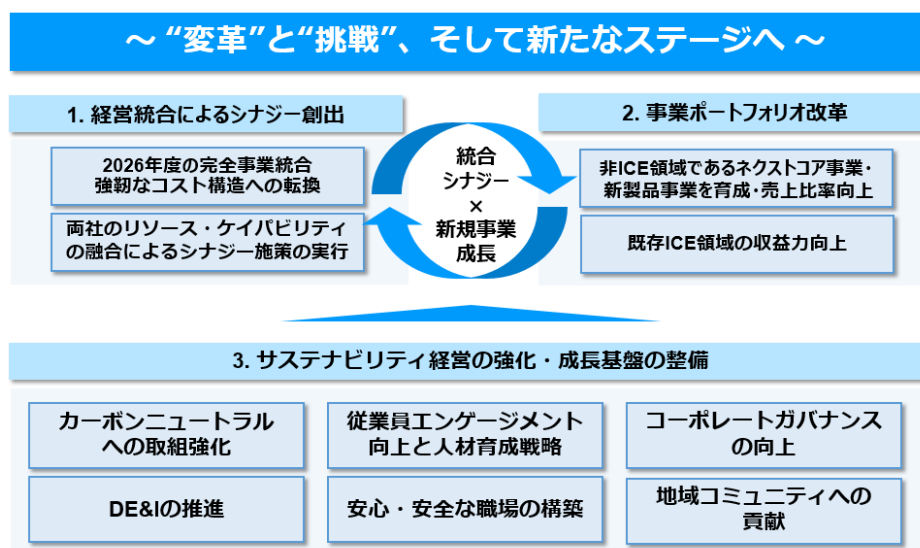 ～ “変革”と“挑戦”、そして新たなステージへ ～
1. 経営統合によるシナジー創出
2026年度の完全事業統合
強靭なコスト構造への転換
両社のリソース・ケイパビリティ
の融合によるシナジー施策の実行
統合
シナジー
×
新規事業
成長
2. 事業ポートフォリオ改革
非ICE領域であるネクストコア事業・
新製品事業を育成・売上比率向上
既存ICE領域の収益力向上
3. サステナビリティ経営の強化・成長基盤の整備
カーボンニュートラル
への取組強化
従業員エンゲージメント
向上と人材育成戦略
コーポレートガバナンス
の向上
DE&Iの推進
安心・安全な職場の構築
地域コミュニティへの
貢献